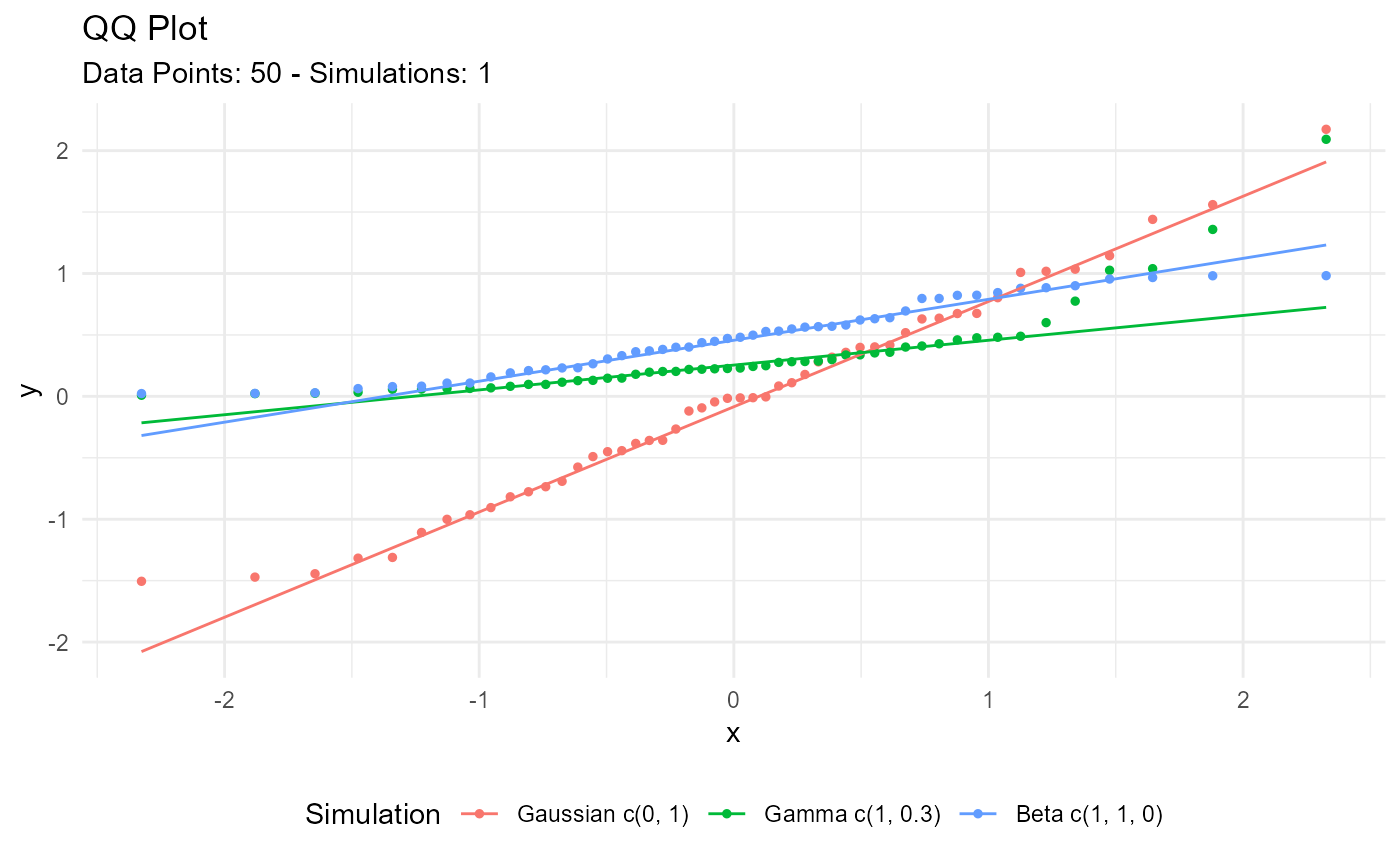 QQ Plot
Data Points: 50 - Simulations: 1
y
2
1
0
-1
-2
-2 -1 0 1 2
x
Simulation Gaussian c(0, 1) Gamma c(1, 0.3) Beta c(1, 1, 0)